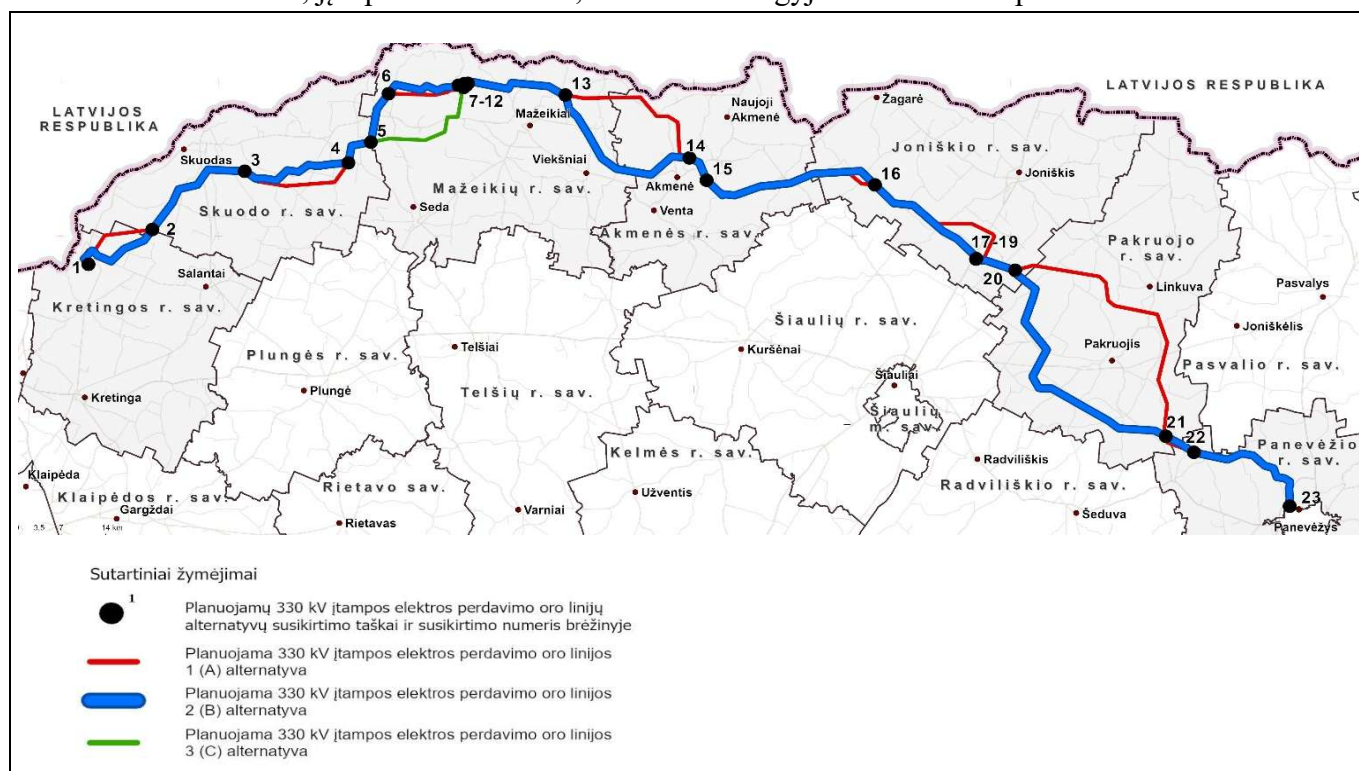 LATVIJOS
RESPUBLIKA
LATVIJOS RESPUBLIKA
6
7-12
13
5
4
3
2
1
14
15
16
17-19
20
21
22
23
Skuodas
Mažeikiai
Naujoji
Akmenė
Žagarė
Joniškio r. sav.
Joniškis
Viekšniai
Mažeikių r. sav.
Akmenė
Skuodo r. sav.
Seda
Venta
Akmenės r. sav.
Pakruojo
r. sav.
Salantai
Kretingos r. sav.
Linkuva
Pasvalys
Šiaulių r. sav.
Joniškėlis
Plungės r. sav.
Telšiai
Kuršėnai
Pakruojis
Pasvalio r. sav.
Kretinga
Plungė
Telšių r. sav.
Šiauliai
Šiaulių
m. sav.
Kelmės r. sav.
Panevėžio
r. sav.
Klaipėda
Klaipėdos r. sav.
Rietavo sav.
Radviliškis
Radviliškio r. sav.
Gargždai
Užventis
Rietavas
Varniai
Šeduva
Panevėžys
3.5 7 14 km
Sutartiniai žymėjimai
1
Planuojamų 330 kV įtampos elektros perdavimo oro linijų
alternatyvų susikirtimo taškai ir susikirtimo numeris brėžinyje
Planuojama 330 kV įtampos elektros perdavimo oro linijos
1 (A) alternatyva
Planuojama 330 kV įtampos elektros perdavimo oro linijos
2 (B) alternatyva
Planuojama 330 kV įtampos elektros perdavimo oro linijos
3 (C) alternatyva